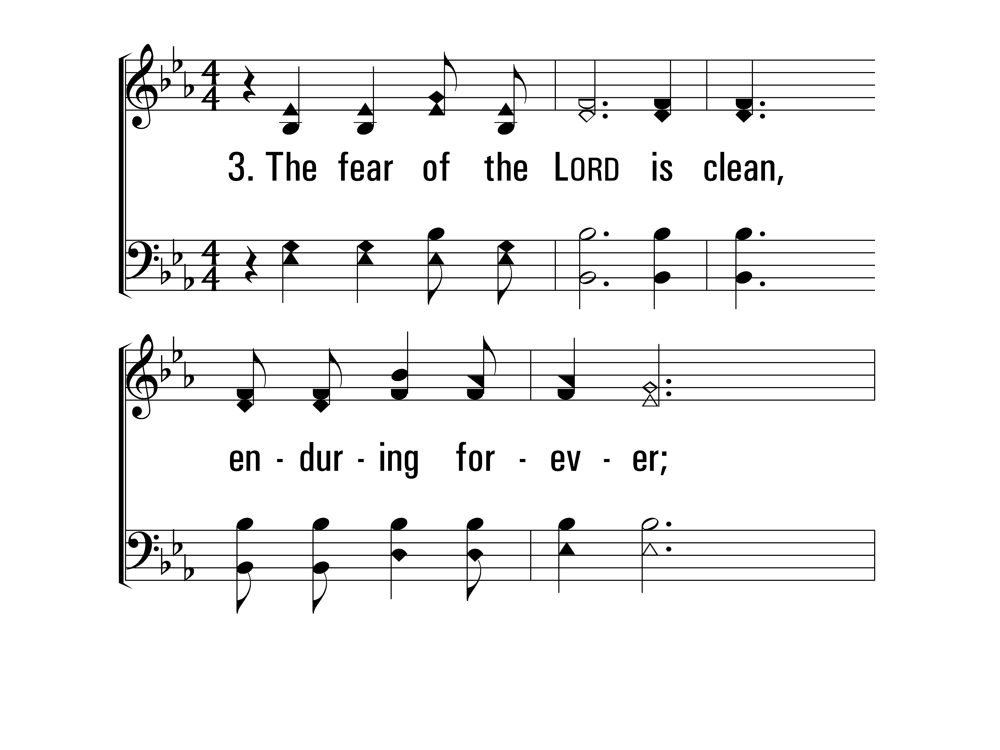 3. The fear of the LORD is clean,
en - dur - ing for - ev - er;